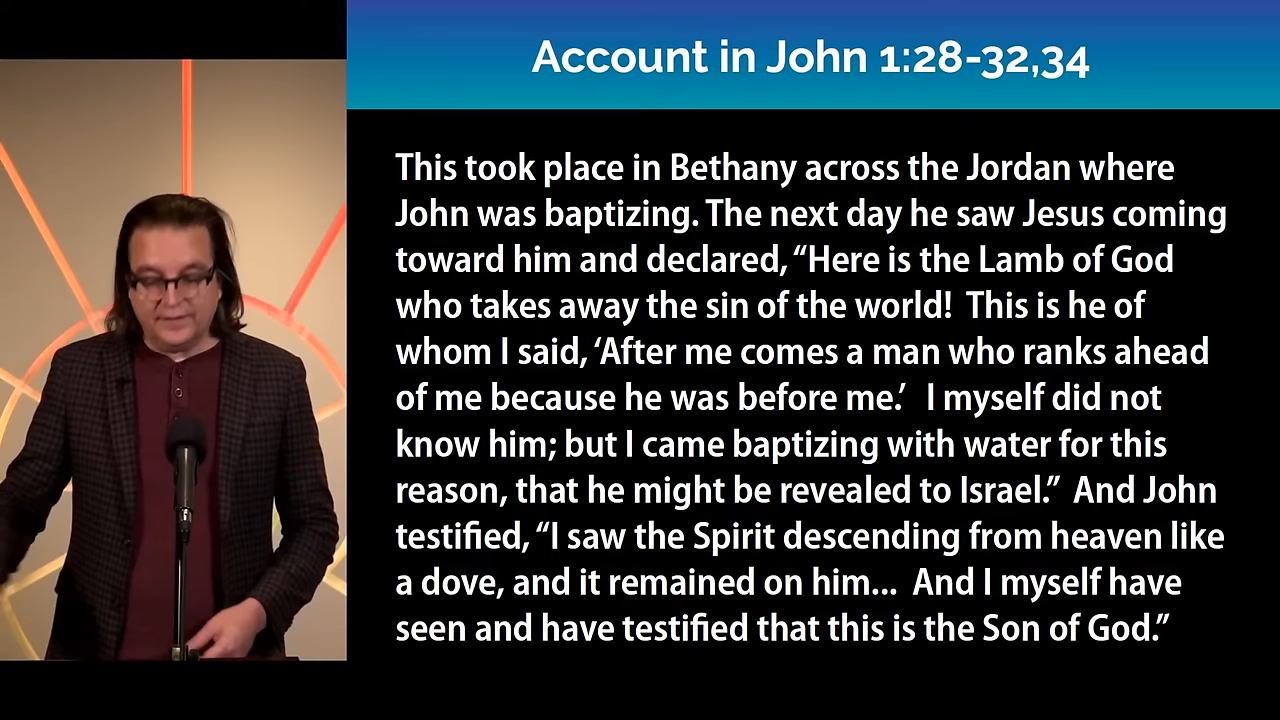 Account in John 1:28-32,34
This took place in Bethany across the Jordan where
John was baptizing. The next day he saw Jesus coming
toward him and declared, “Here is the Lamb of God
who takes away the sin of the world!  This is he of
whom I said, ‘After me comes a man who ranks ahead
of me because he was before me.’   I myself did not
know him; but I came baptizing with water for this
reason, that he might be revealed to Israel.”  And John
testified, “I saw the Spirit descending from heaven like
a dove, and it remained on him...  And I myself have
seen and have testified that this is the Son of God.”